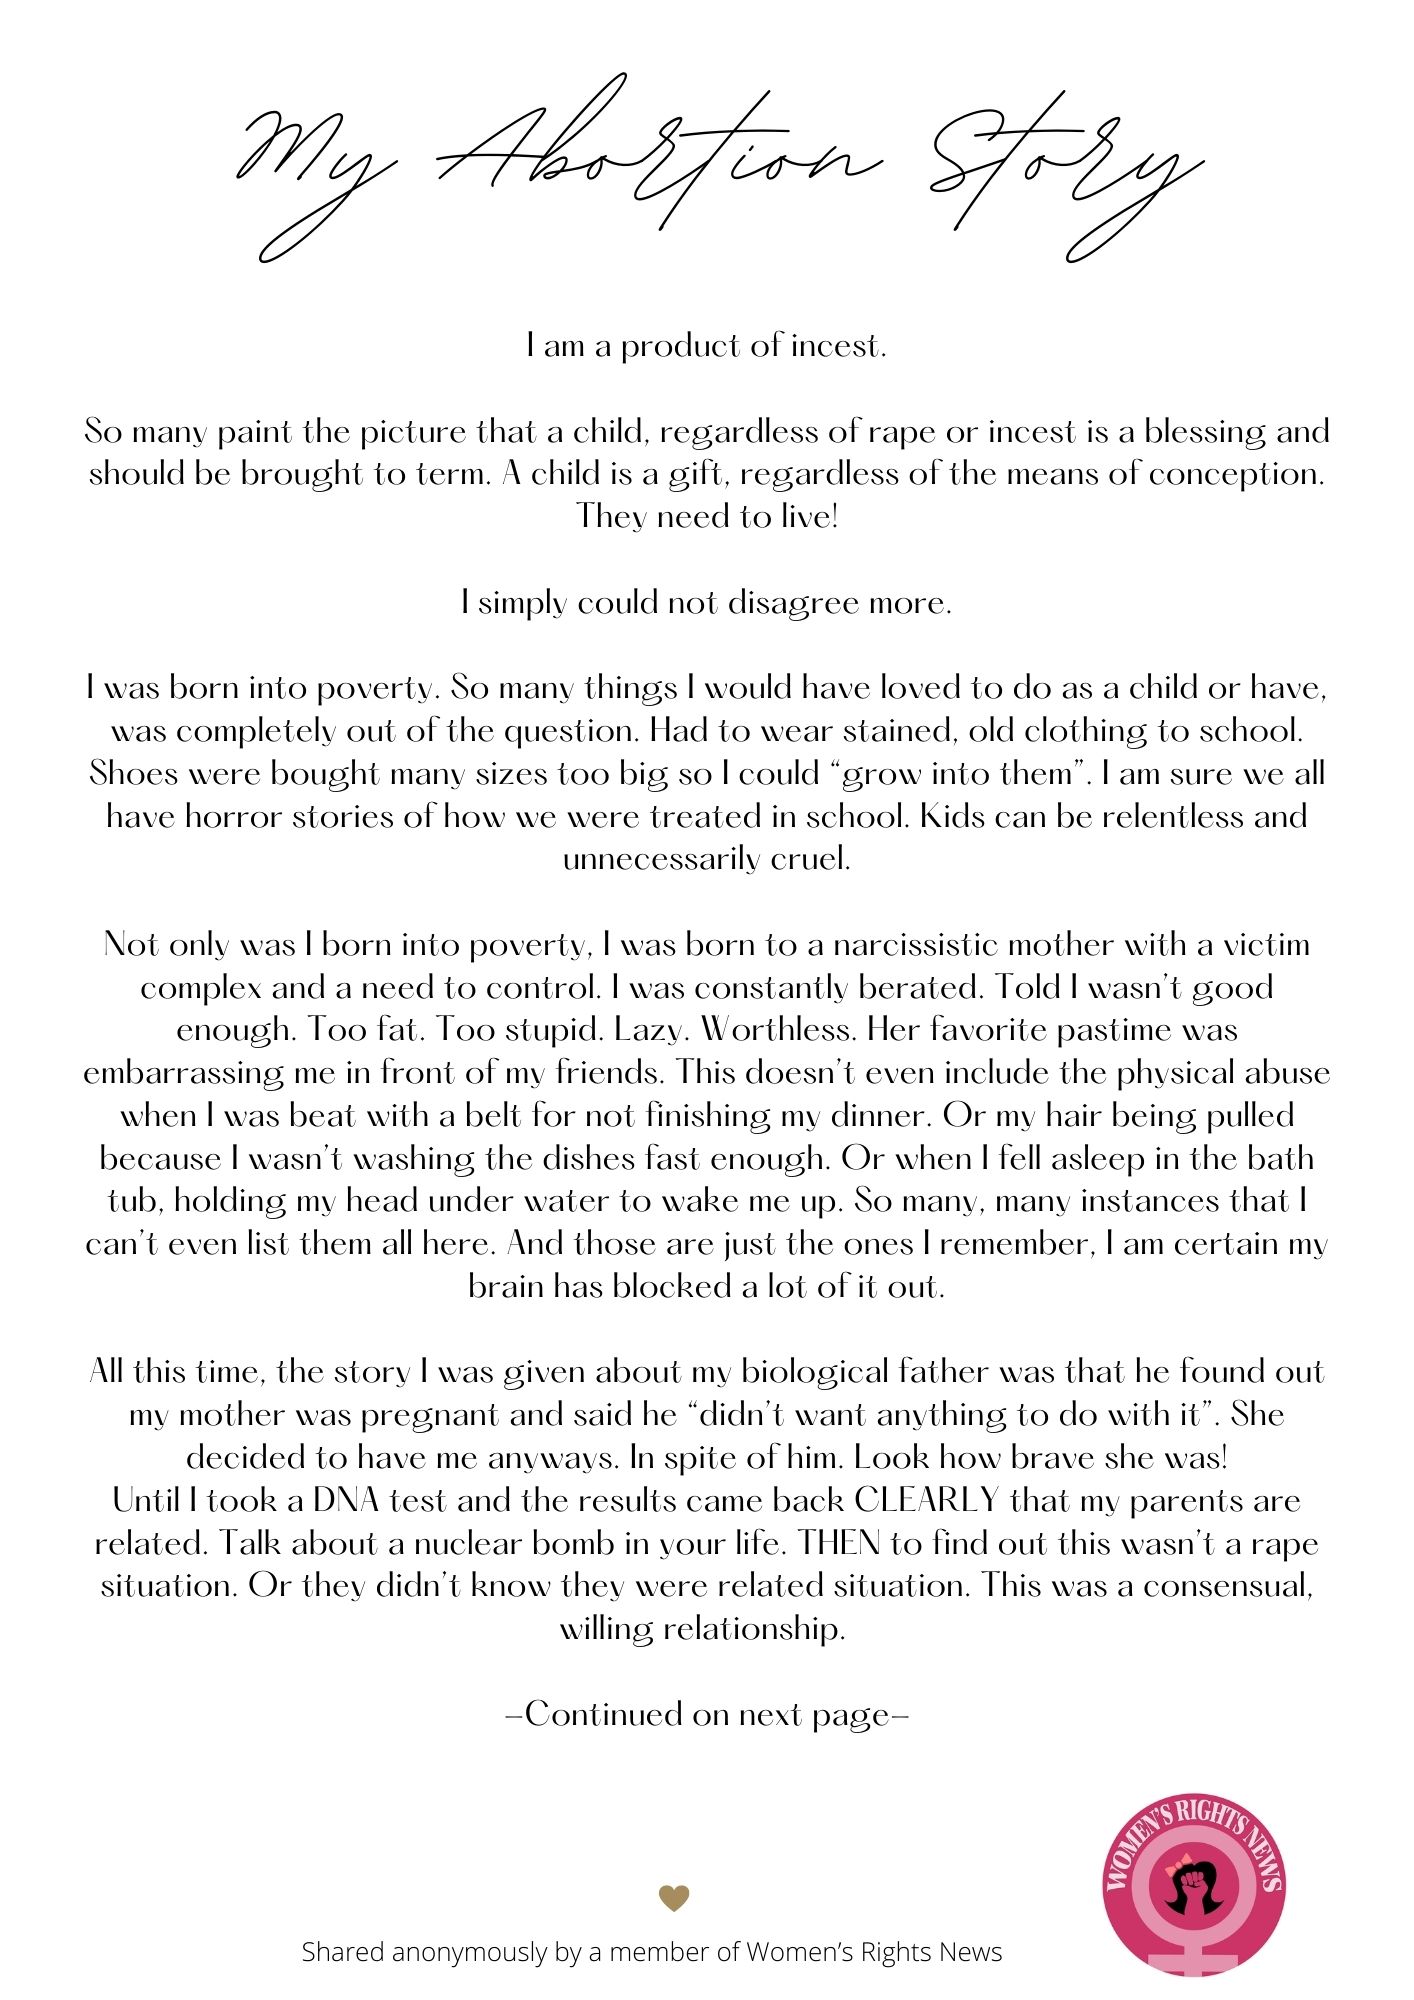 My Abortion Story
I am a product of incest.
So many paint the picture that a child, regardless of rape or incest is a blessing and
should be brought to term. A child is a gift, regardless of the means of conception.
They need to live!
I simply could not disagree more.
I was born into poverty. So many things I would have loved to do as a child or have,
was completely out of the question. Had to wear stained, old clothing to school.
Shoes were bought many sizes too big so I could “grow into them”. I am sure we all
have horror stories of how we were treated in school. Kids can be relentless and
unnecessarily cruel.
Not only was I born into poverty, I was born to a narcissistic mother with a victim
complex and a need to control. I was constantly berated. Told I wasn’t good
enough. Too fat. Too stupid. Lazy. Worthless. Her favorite pastime was
embarrassing me in front of my friends. This doesn’t even include the physical abuse
when I was beat with a belt for not finishing my dinner. Or my hair being pulled
because I wasn’t washing the dishes fast enough. Or when I fell asleep in the bath
tub, holding my head under water to wake me up. So many, many instances that I
can’t even list them all here. And those are just the ones I remember, I am certain my
brain has blocked a lot of it out.
All this time, the story I was given about my biological father was that he found out
my mother was pregnant and said he “didn’t want anything to do with it”. She
decided to have me anyways. In spite of him. Look how brave she was!
Until I took a DNA test and the results came back CLEARLY that my parents are
related. Talk about a nuclear bomb in your life. THEN to find out this wasn’t a rape
situation. Or they didn’t know they were related situation. This was a consensual,
willing relationship.
-Continued on next page-
WOMEN'S RIGHTS NEWS
Shared anonymously by a member of Women’s Rights News